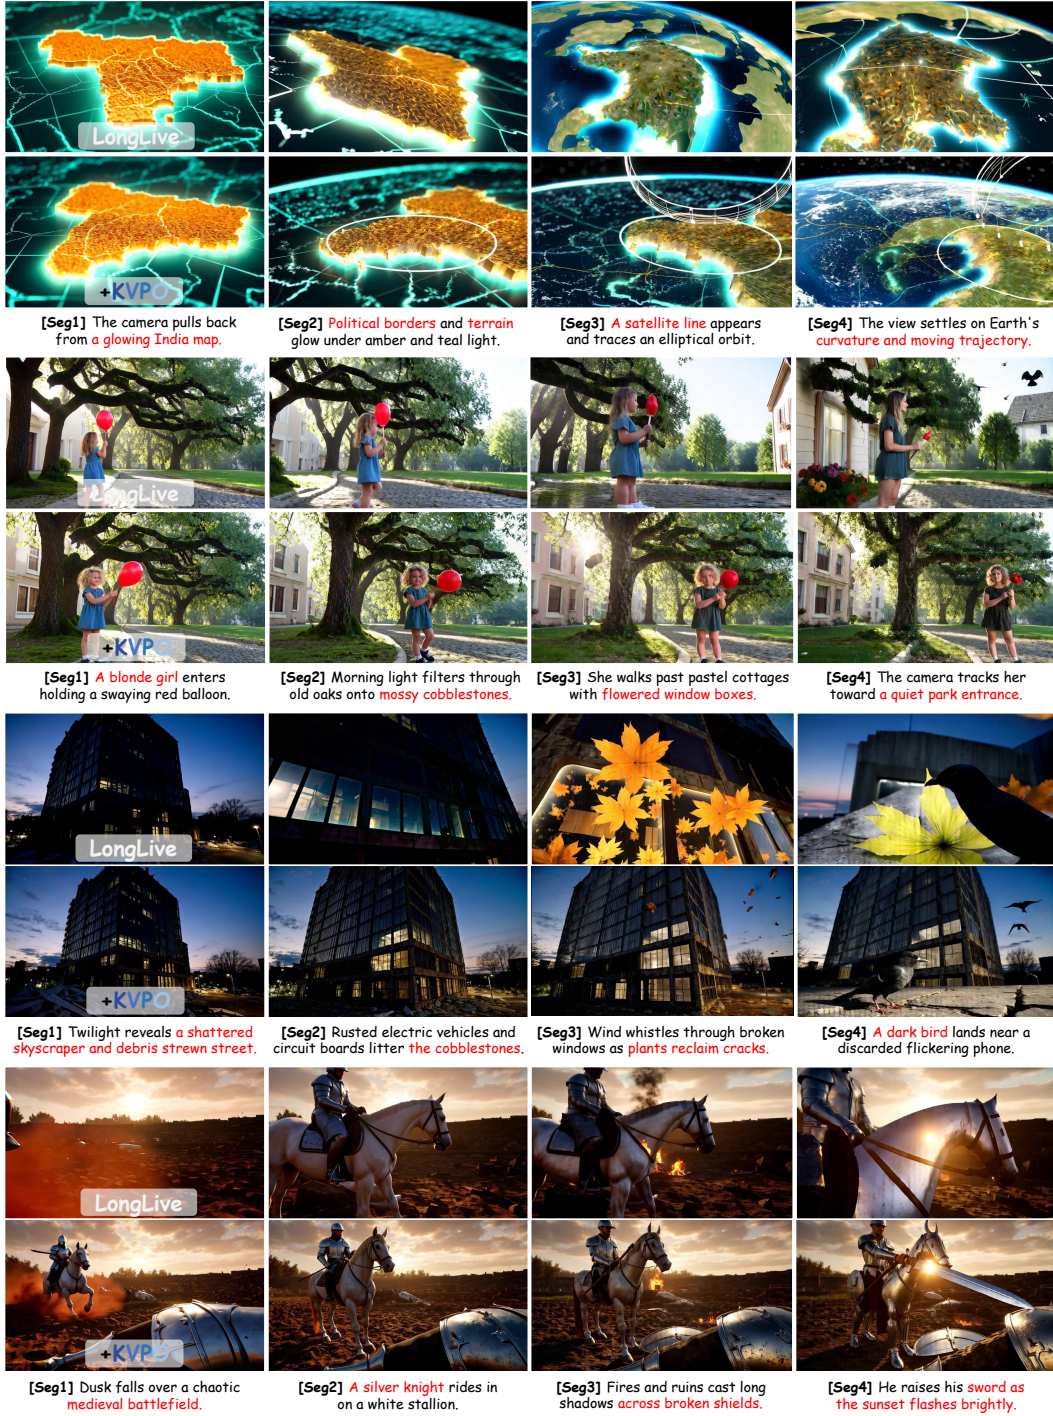 LongLive
+KVPO
[Seg1] The camera pulls back
from a glowing India map.
[Seg2] Political borders and terrain
glow under amber and teal light.
[Seg3] A satellite line appears
and traces an elliptical orbit.
[Seg4] The view settles on Earth's
curvature and moving trajectory.
LongLive
+KVPO
[Seg1] A blonde girl enters
holding a swaying red balloon.
[Seg2] Morning light filters through
old oaks onto mossy cobblestones.
[Seg3] She walks past pastel cottages
with flowered window boxes.
[Seg4] The camera tracks her
toward a quiet park entrance.
LongLive
+KVPO
[Seg1] Twilight reveals a shattered
skyscraper and debris strewn street.
[Seg2] Rusted electric vehicles and
circuit boards litter the cobblestones.
[Seg3] Wind whistles through broken
windows as plants reclaim cracks.
[Seg4] A dark bird lands near a
discarded flickering phone.
LongLive
+KVPO
[Seg1] Dusk falls over a chaotic
medieval battlefield.
[Seg2] A silver knight rides in
on a white stallion.
[Seg3] Fires and ruins cast long
shadows across broken shields.
[Seg4] He raises his sword as
the sunset flashes brightly.